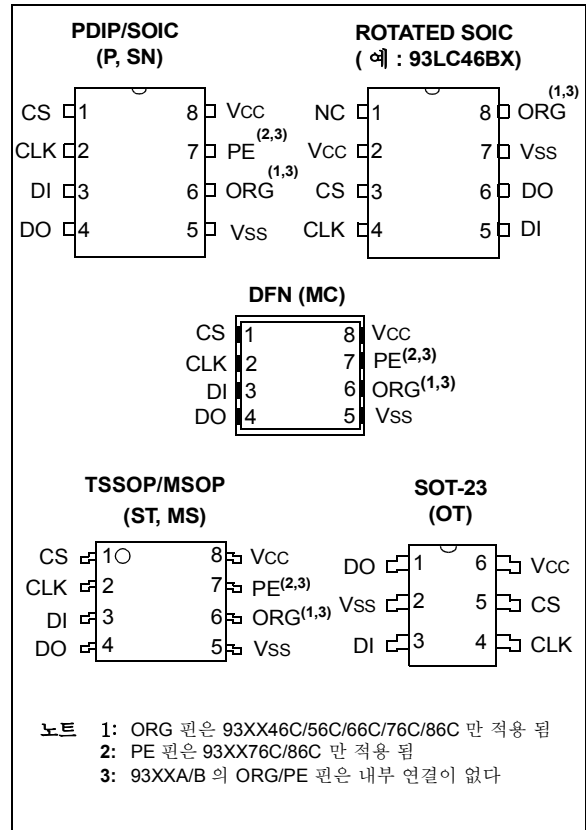 PDIP/SOIC
(P, SN)
CS 1 8 VCC
CLK 2 7 PE(2,3)
DI 3 6 ORG(1,3)
DO 4 5 VSS
ROTATED SOIC
( 예 : 93LC46BX)
NC 1 8 ORG(1,3)
VCC 2 7 VSS
CS 3 6 DO
CLK 4 5 DI
DFN (MC)
CS 1 8 VCC
CLK 2 7 PE(2,3)
DI 3 6 ORG(1,3)
DO 4 5 VSS
TSSOP/MSOP
(ST, MS)
CS 1 8 VCC
CLK 2 7 PE(2,3)
DI 3 6 ORG(1,3)
DO 4 5 VSS
SOT-23
(OT)
DO 1 6 VCC
VSS 2 5 CS
DI 3 4 CLK
노트 1: ORG 핀은 93XX46C/56C/66C/76C/86C 만 적용 됨
2: PE 핀은 93XX76C/86C 만 적용 됨
3: 93XXA/B 의 ORG/PE 핀은 내부 연결이 없다